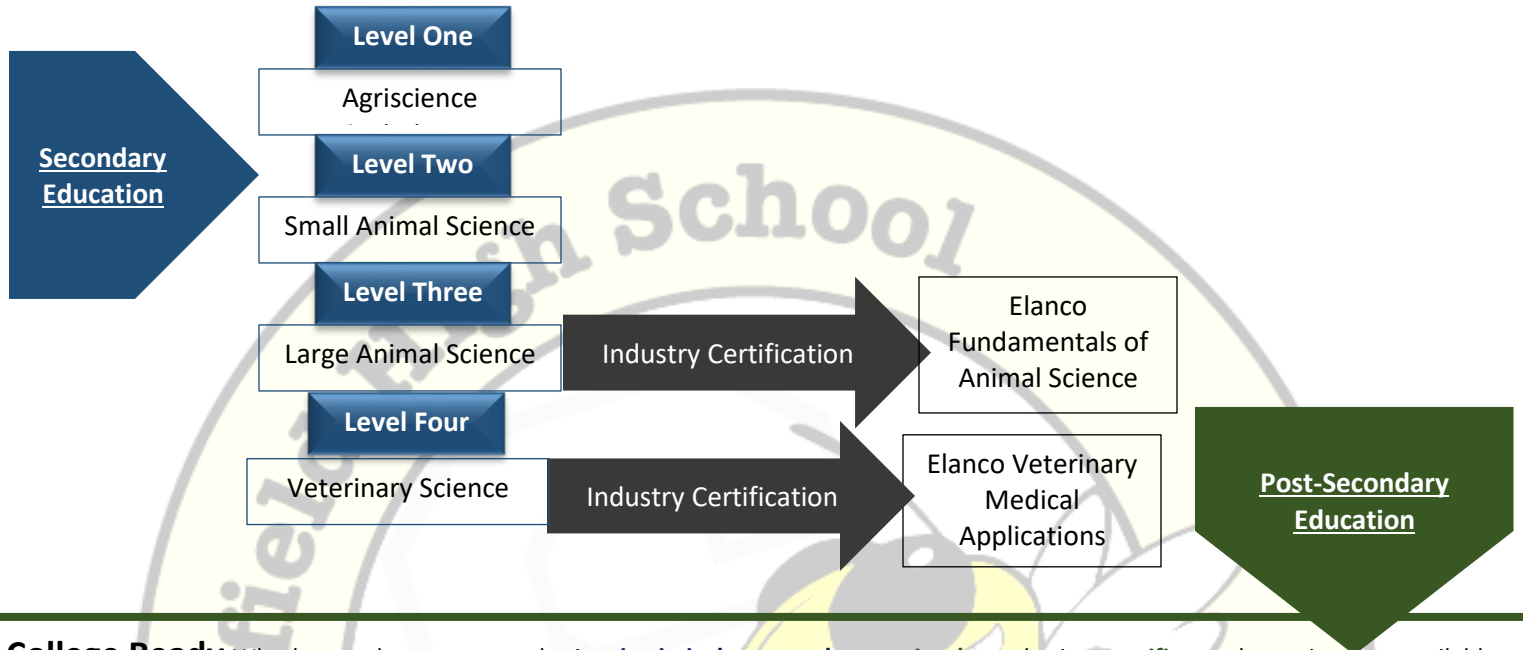 Level One
Agriscience
Secondary
Education
Level Two
Small Animal Science
Level Three
Large Animal Science
Industry Certification
Elanco
Fundamentals of
Animal Science
Level Four
Veterinary Science
Industry Certification
Elanco Veterinary
Medical
Applications
Post-Secondary
Education
field High School
College Ready